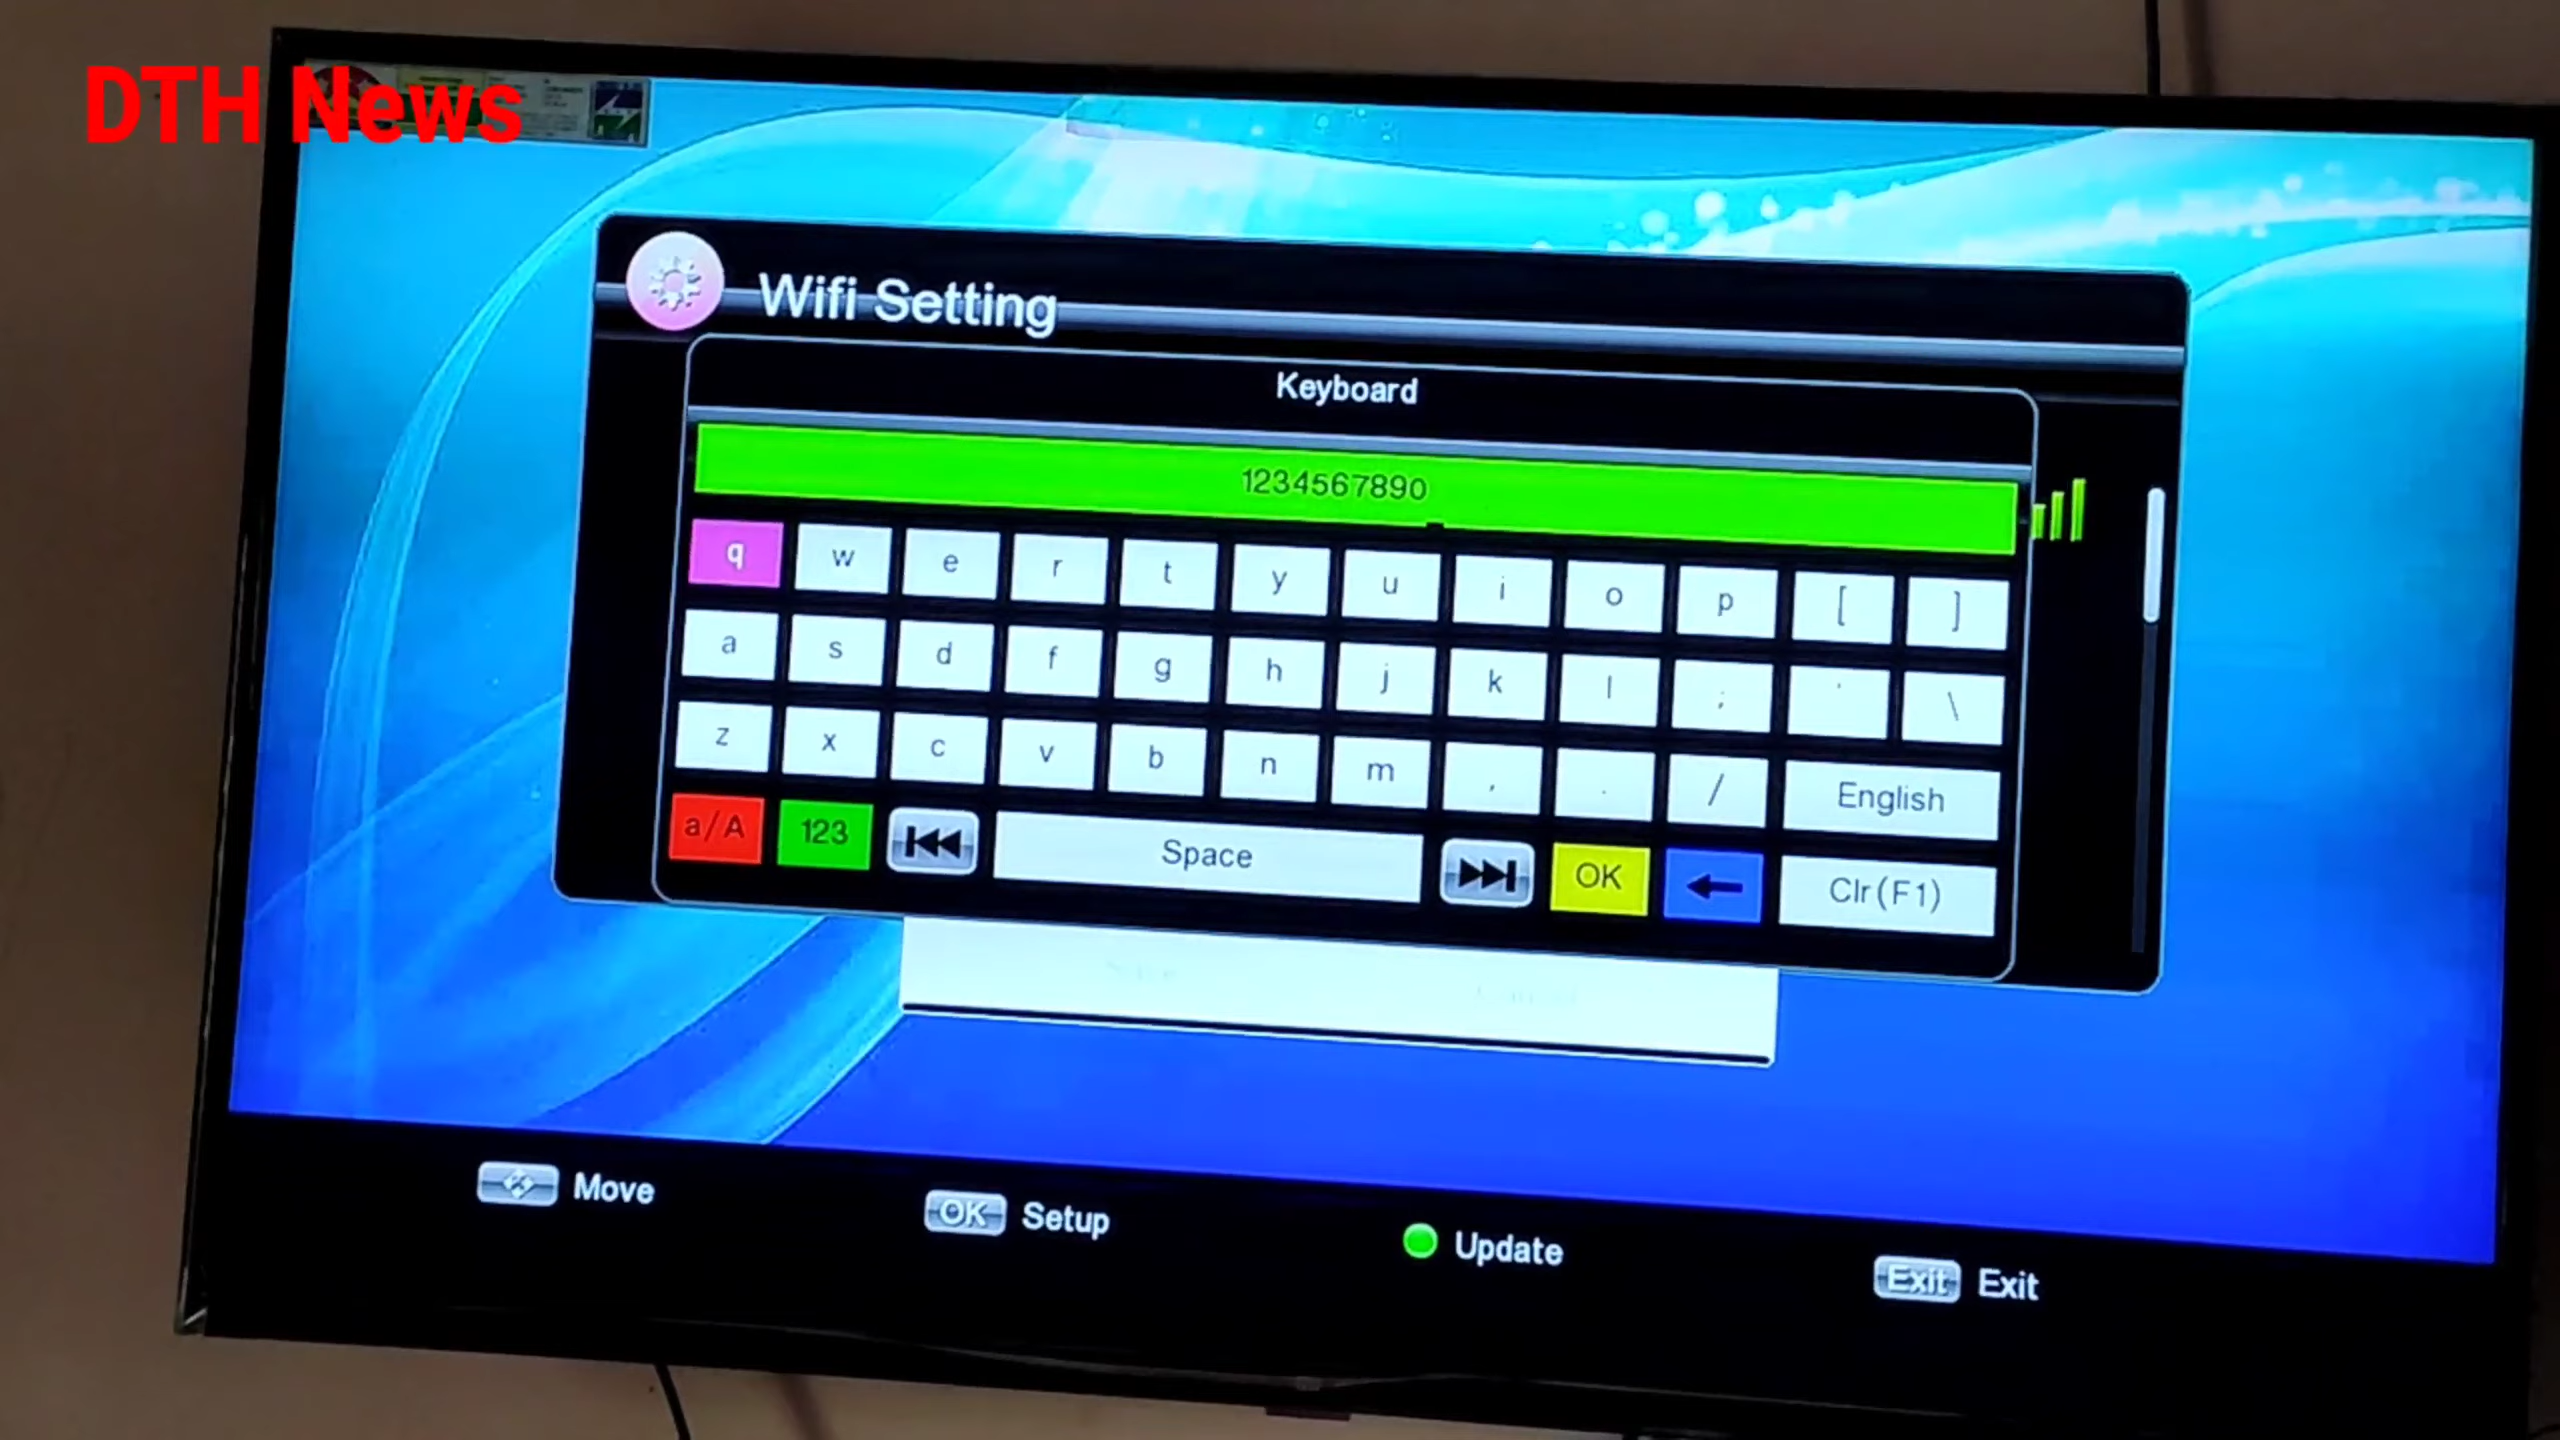 DTH News
Wifi Setting
Keyboard
1234567890
q w e r t y u i o p [ ]
a s d f g h j k l ; ' \
z x c v b n m , . / English
a/A 123 Space OK Clr(F1)
Move OK Setup Update Exit Exit